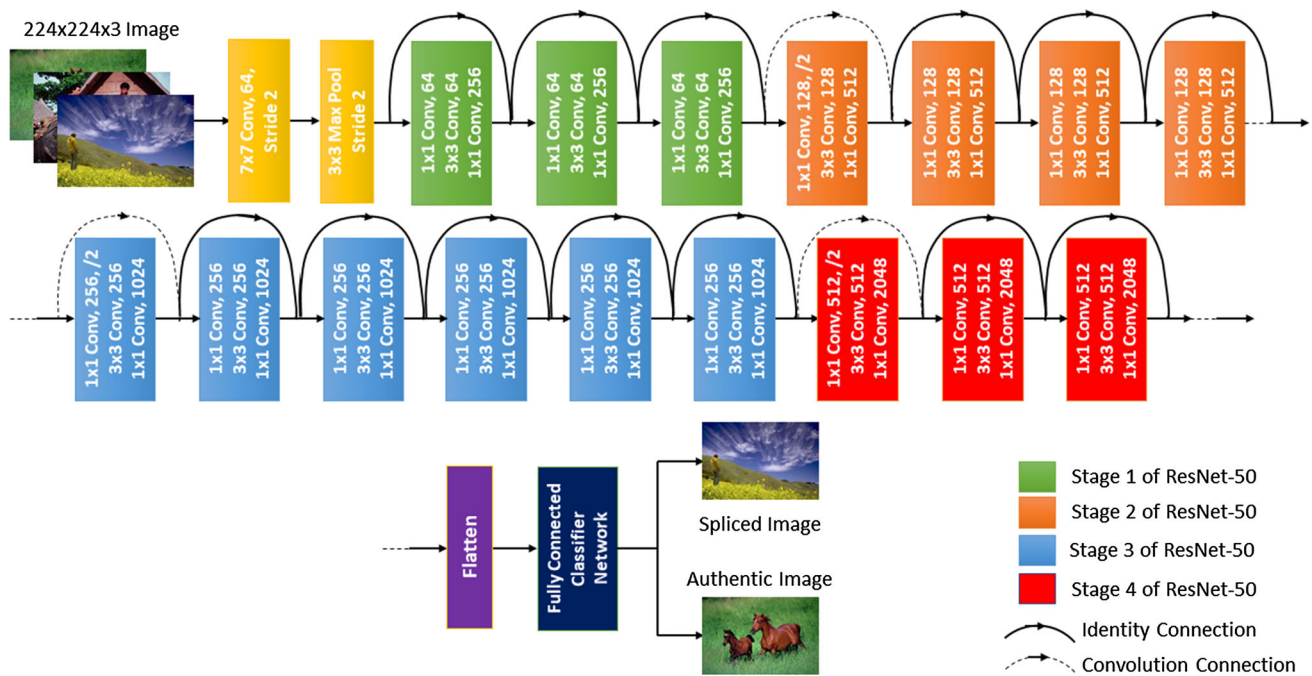 224x224x3 Image
7x7 Conv, 64,
Stride 2
3x3 Max Pool
Stride 2
1x1 Conv, 64
3x3 Conv, 64
1x1 Conv, 256
1x1 Conv, 64
3x3 Conv, 64
1x1 Conv, 256
1x1 Conv, 64
3x3 Conv, 64
1x1 Conv, 256
1x1 Conv, 128, /2
3x3 Conv, 128
1x1 Conv, 512
1x1 Conv, 128
3x3 Conv, 128
1x1 Conv, 512
1x1 Conv, 128
3x3 Conv, 128
1x1 Conv, 512
1x1 Conv, 128
3x3 Conv, 128
1x1 Conv, 512
1x1 Conv, 256, /2
3x3 Conv, 256
1x1 Conv, 1024
1x1 Conv, 256
3x3 Conv, 256
1x1 Conv, 1024
1x1 Conv, 256
3x3 Conv, 256
1x1 Conv, 1024
1x1 Conv, 256
3x3 Conv, 256
1x1 Conv, 1024
1x1 Conv, 256
3x3 Conv, 256
1x1 Conv, 1024
1x1 Conv, 256
3x3 Conv, 256
1x1 Conv, 1024
1x1 Conv, 512, /2
3x3 Conv, 512
1x1 Conv, 2048
1x1 Conv, 512
3x3 Conv, 512
1x1 Conv, 2048
1x1 Conv, 512
3x3 Conv, 512
1x1 Conv, 2048
Flatten
Fully Connected
Classifier
Network
Spliced Image
Authentic Image
Stage 1 of ResNet-50
Stage 2 of ResNet-50
Stage 3 of ResNet-50
Stage 4 of ResNet-50
Identity Connection
Convolution Connection